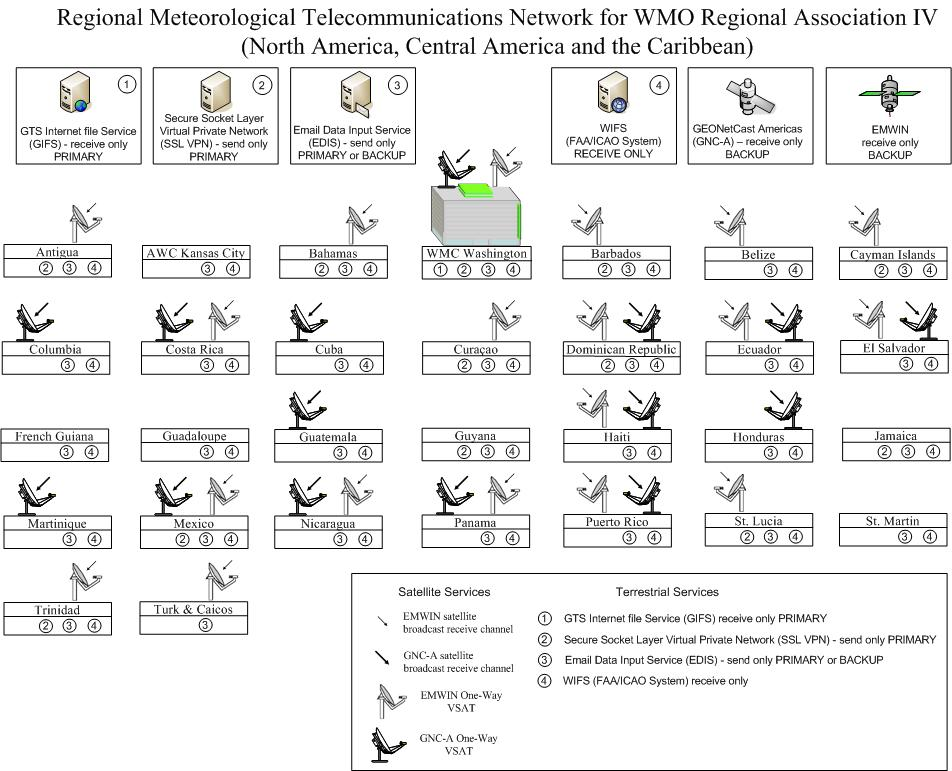 Regional Meteorological Telecommunications Network for WMO Regional Association IV
(North America, Central America and the Caribbean)
1
GTS Internet file Service
(GIFS) - receive only
PRIMARY
2
Secure Socket Layer
Virtual Private Network
(SSL VPN) - send only
PRIMARY
3
Email Data Input Service
(EDIS) - send only
PRIMARY or BACKUP
4
WIFS
(FAA/ICAO System)
RECEIVE ONLY
GEONetCast Americas
(GNC-A) – receive only
BACKUP
EMWIN
receive only
BACKUP
Antigua
2 3 4
AWC Kansas City
3 4
Bahamas
2 3 4
WMC Washington
1 2 3 4
Barbados
2 3 4
Belize
3 4
Cayman Islands
2 3 4
Columbia
3 4
Costa Rica
3 4
Cuba
3 4
Curaçao
2 3 4
Dominican Republic
2 3 4
Ecuador
3 4
El Salvador
3 4
French Guiana
3 4
Guadaloupe
3 4
Guatemala
3 4
Guyana
2 3 4
Haiti
3 4
Honduras
3 4
Jamaica
2 3 4
Martinique
3 4
Mexico
2 3 4
Nicaragua
3 4
Panama
3 4
Puerto Rico
3 4
St. Lucia
2 3 4
St. Martin
3 4
Trinidad
2 3 4
Turk & Caicos
3
Satellite Services
EMWIN satellite
broadcast receive channel
GNC-A satellite
broadcast receive channel
EMWIN One-Way
VSAT
GNC-A One-Way
VSAT
Terrestrial Services
1 GTS Internet file Service (GIFS) receive only PRIMARY
2 Secure Socket Layer Virtual Private Network (SSL VPN) - send only PRIMARY
3 Email Data Input Service (EDIS) - send only PRIMARY or BACKUP
4 WIFS (FAA/ICAO System) receive only